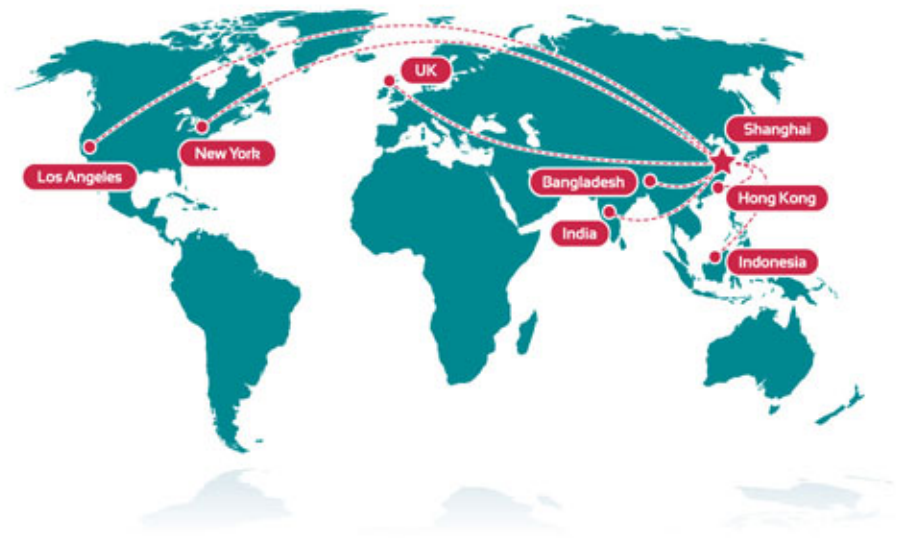 UK
Shanghai
New York
Los Angeles
Bangladesh
Hong Kong
India
Indonesia